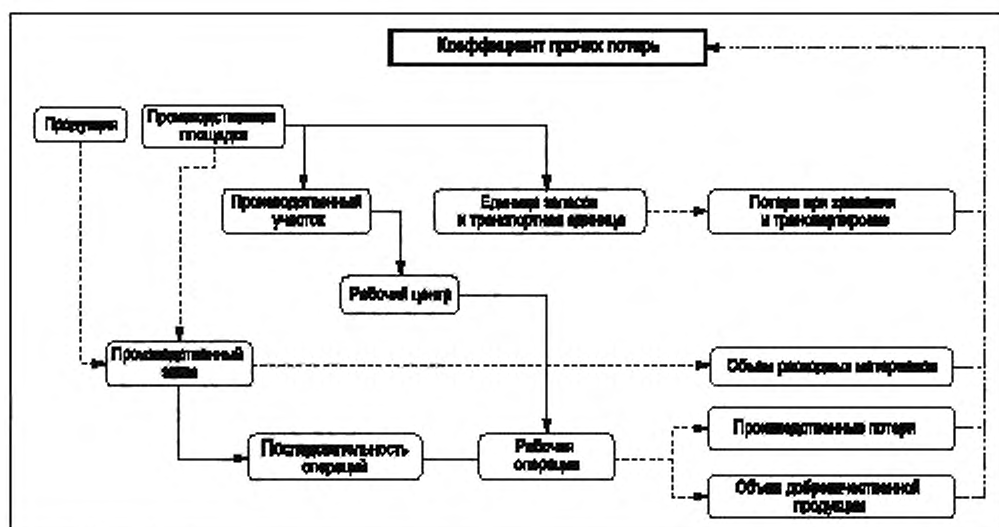 Коэффициент прочих потерь
Продукция
Производственная
площадка
Производственный
участок
Единица запасов
и транспортная единица
Потери при хранении
и транспортировке
Рабочий центр
Производственный
заказ
Объем расходных материалов
Производственные потери
Последовательность
операций
Рабочая
операция
Объем доброкачественной
продукции